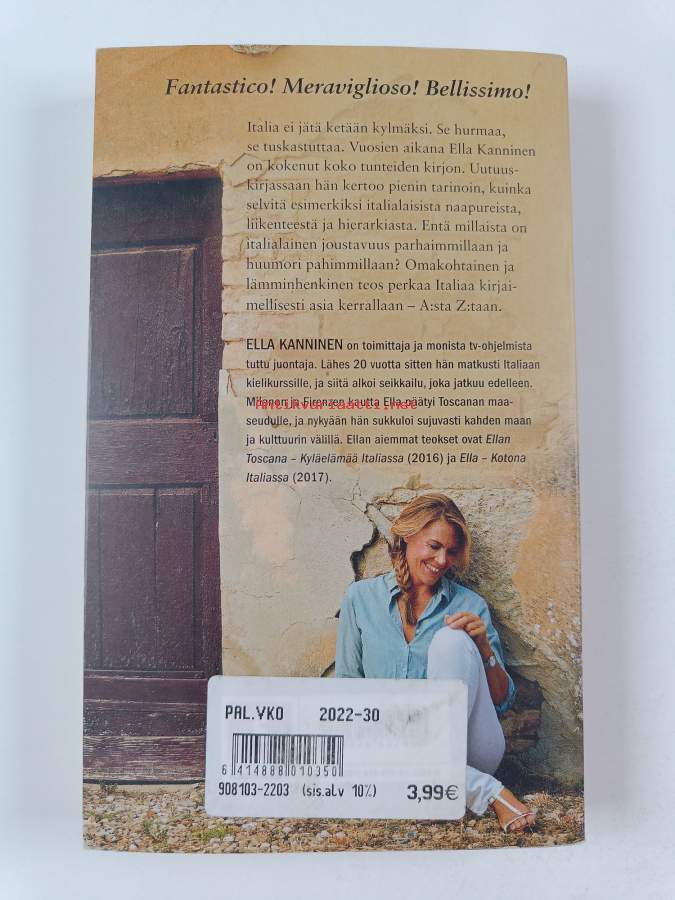 Fantastico! Meraviglioso! Bellissimo!
Italia ei jätä ketään kylmäksi. Se hurmaa,
se tuskastuttaa. Vuosien aikana Ella Kanninen
on kokenut koko tunteiden kirjon. Uutuus-
kirjassaan hän kertoo pienin tarinoin, kuinka
selvitä esimerkiksi italialaisista naapureista,
liikenteestä ja hierarkiasta. Entä millaista on
italialainen joustavuus parhaimmillaan ja
huumori pahimmillaan? Omakohtainen ja
lämminhenkinen teos perkaa Italiaa kirjai-
mellisesti asia kerrallaan – A:sta Z:taan.
ELLA KANNINEN on toimittaja ja monista tv-ohjelmista
tuttu juontaja. Lähes 20 vuotta sitten hän matkusti Italiaan
kielikurssille, ja siitä alkoi seikkailu, joka jatkuu edelleen.
Milanon ja Firenzen kautta Ella päätyi Toscanan maa-
Antikvariaatti.net
seudulle, ja nykyään hän sukkuloi sujuvasti kahden maan
ja kulttuurin välillä. Ellan aiemmat teokset ovat Ellan
Toscana – Kyläelämää Italiassa (2016) ja Ella – Kotona
Italiassa (2017).
PAL.VKO 2022-30
6 414888 010350
908103-2203 (sis.alv 10%) 3,99€